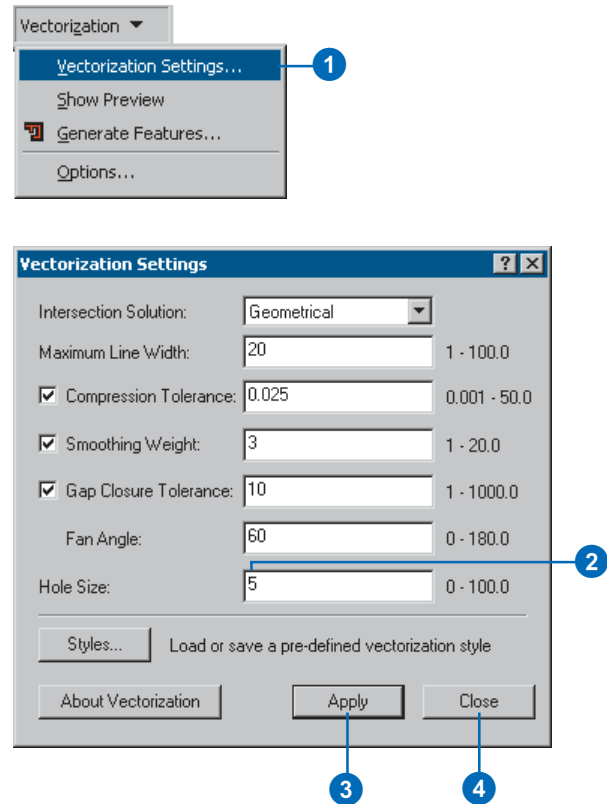 Vectorization
Vectorization Settings...
1
Show Preview
Generate Features...
Options...
Vectorization Settings
?
Intersection Solution: Geometrical
Maximum Line Width: 20 1 - 100.0
Compression Tolerance: 0.025 0.001 - 50.0
Smoothing Weight: 3 1 - 20.0
Gap Closure Tolerance: 10 1 - 1000.0
Fan Angle: 60 0 - 180.0
2
Hole Size: 5 0 - 100.0
Styles... Load or save a pre-defined vectorization style
About Vectorization Apply Close
3 4